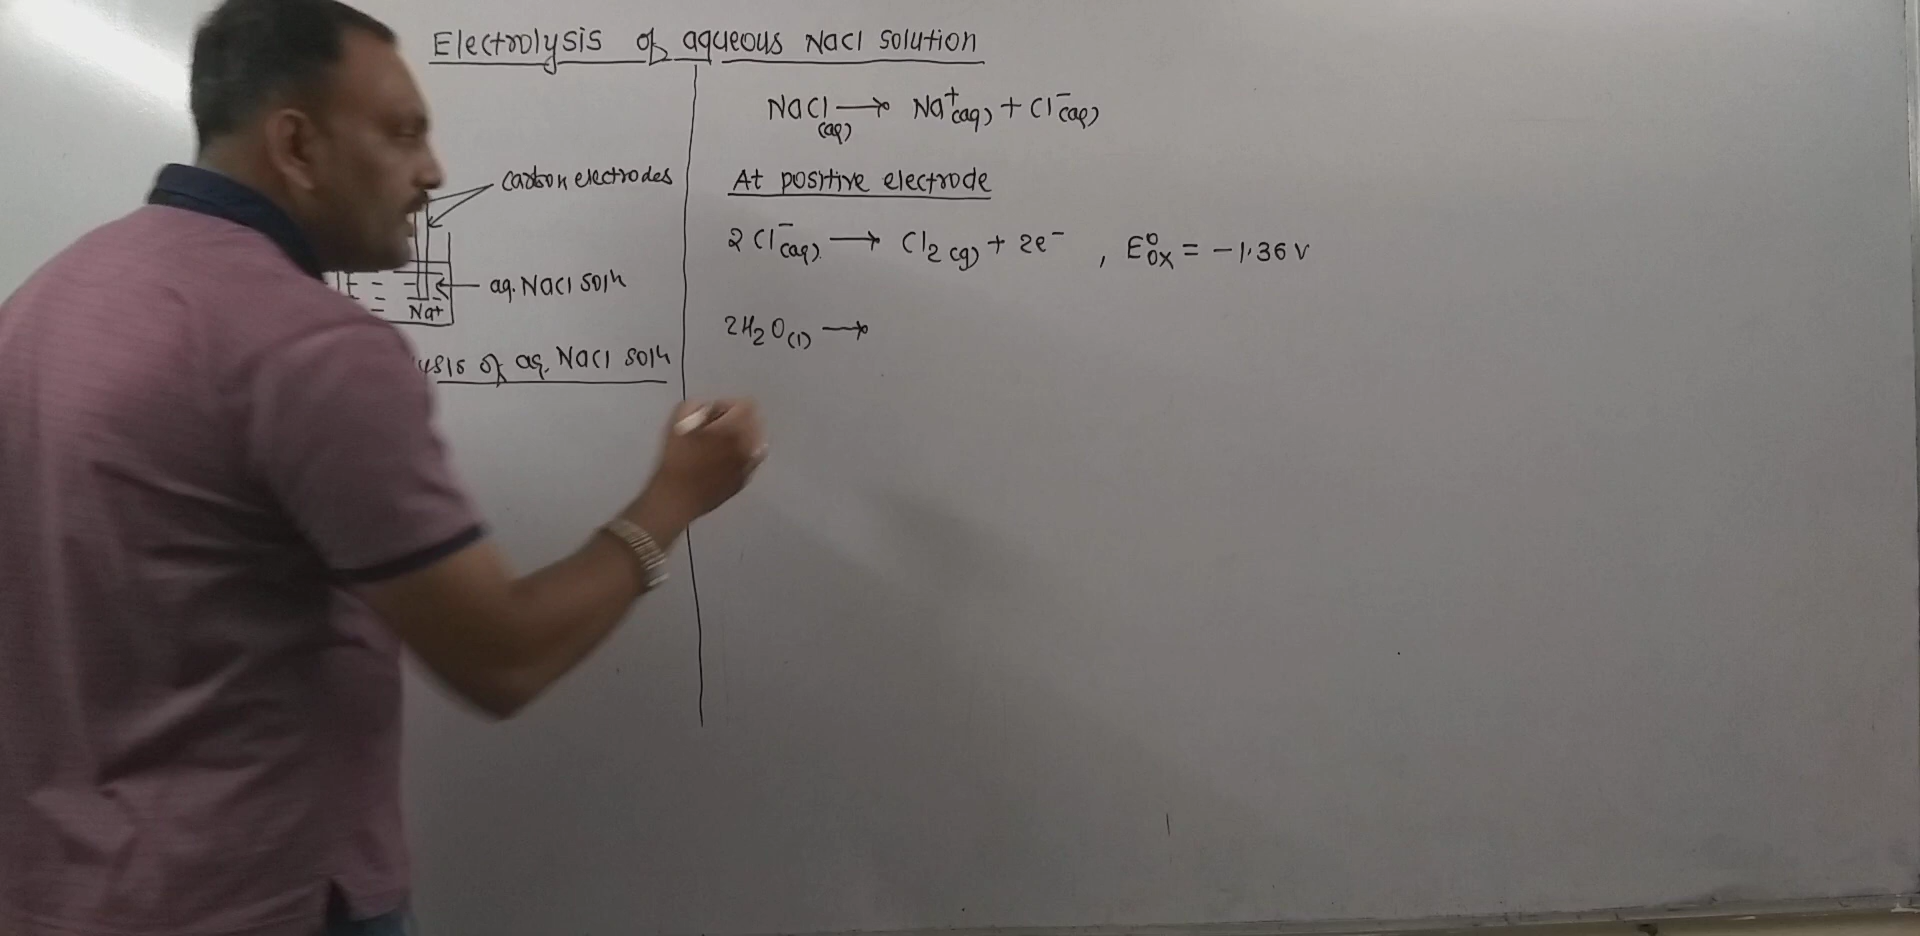 Electrolysis of aqueous NaCl solution
NaCl(aq) → Na⁺(aq) + Cl⁻(aq)
carbon electrodes
At positive electrode
2Cl⁻(aq) → Cl₂(g) + 2e⁻ , E°ox = -1.36 V
aq. NaCl soln
Na+
2H₂O(l) →
of aq. NaCl soln